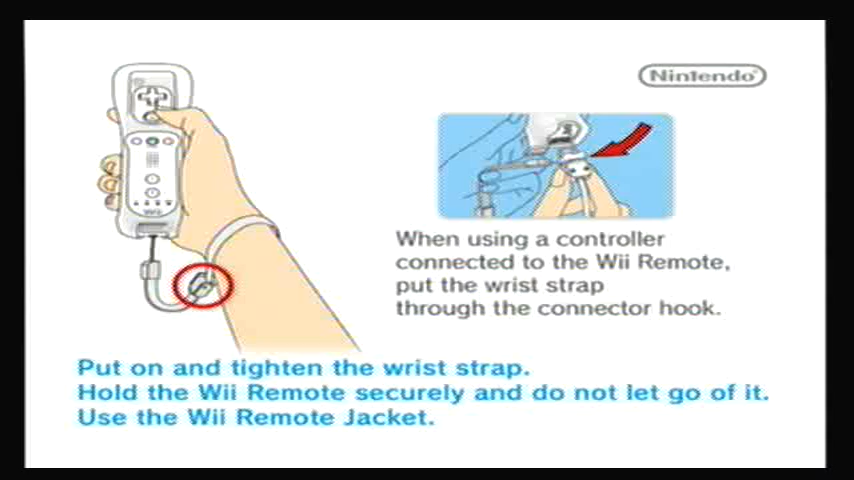 Nintendo®
When using a controller
connected to the Wii Remote,
put the wrist strap
through the connector hook.
Put on and tighten the wrist strap.
Hold the Wii Remote securely and do not let go of it.
Use the Wii Remote Jacket.